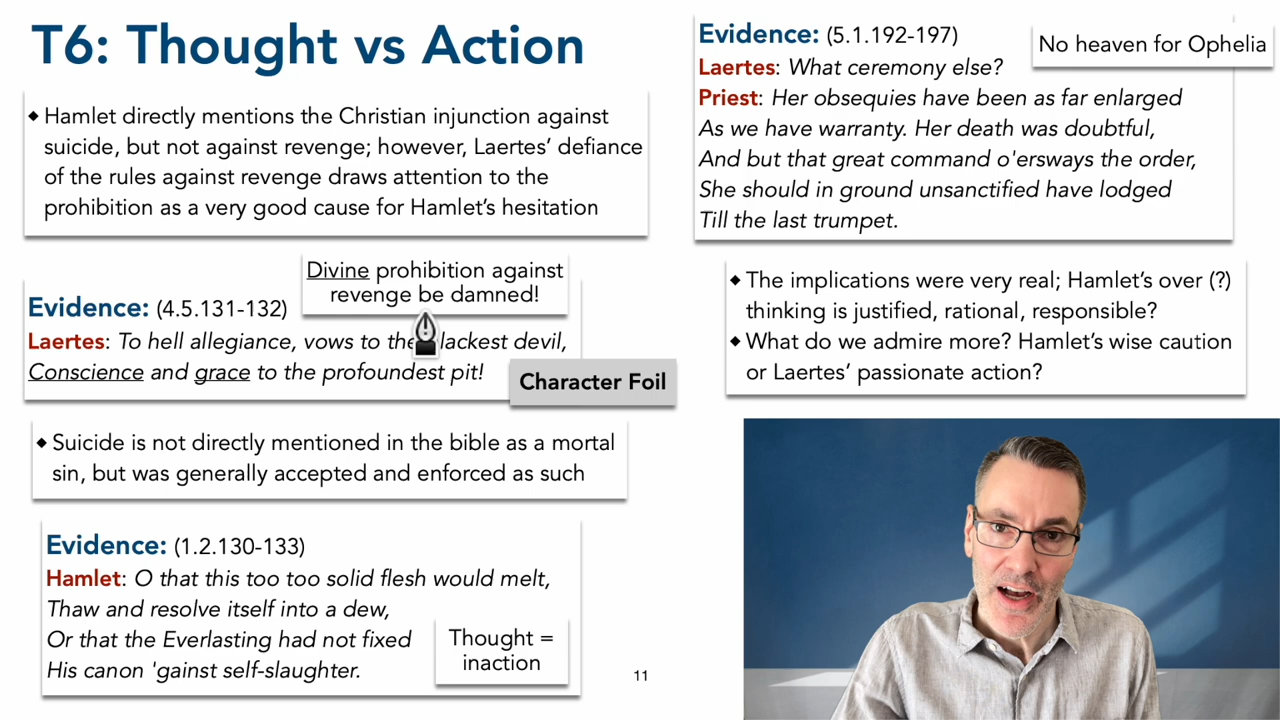 T6: Thought vs Action
◆ Hamlet directly mentions the Christian injunction against
suicide, but not against revenge; however, Laertes’ defiance
of the rules against revenge draws attention to the
prohibition as a very good cause for Hamlet’s hesitation
Divine prohibition against
revenge be damned!
Evidence: (4.5.131-132)
Laertes: To hell allegiance, vows to the lackest devil,
Conscience and grace to the profoundest pit!
Character Foil
◆ Suicide is not directly mentioned in the bible as a mortal
sin, but was generally accepted and enforced as such
Evidence: (1.2.130-133)
Hamlet: O that this too too solid flesh would melt,
Thaw and resolve itself into a dew,
Or that the Everlasting had not fixed
His canon 'gainst self-slaughter.
Thought =
inaction
11
Evidence: (5.1.192-197)
No heaven for Ophelia
Laertes: What ceremony else?
Priest: Her obsequies have been as far enlarged
As we have warranty. Her death was doubtful,
And but that great command o'ersways the order,
She should in ground unsanctified have lodged
Till the last trumpet.
◆ The implications were very real; Hamlet’s over (?)
thinking is justified, rational, responsible?
◆ What do we admire more? Hamlet’s wise caution
or Laertes’ passionate action?